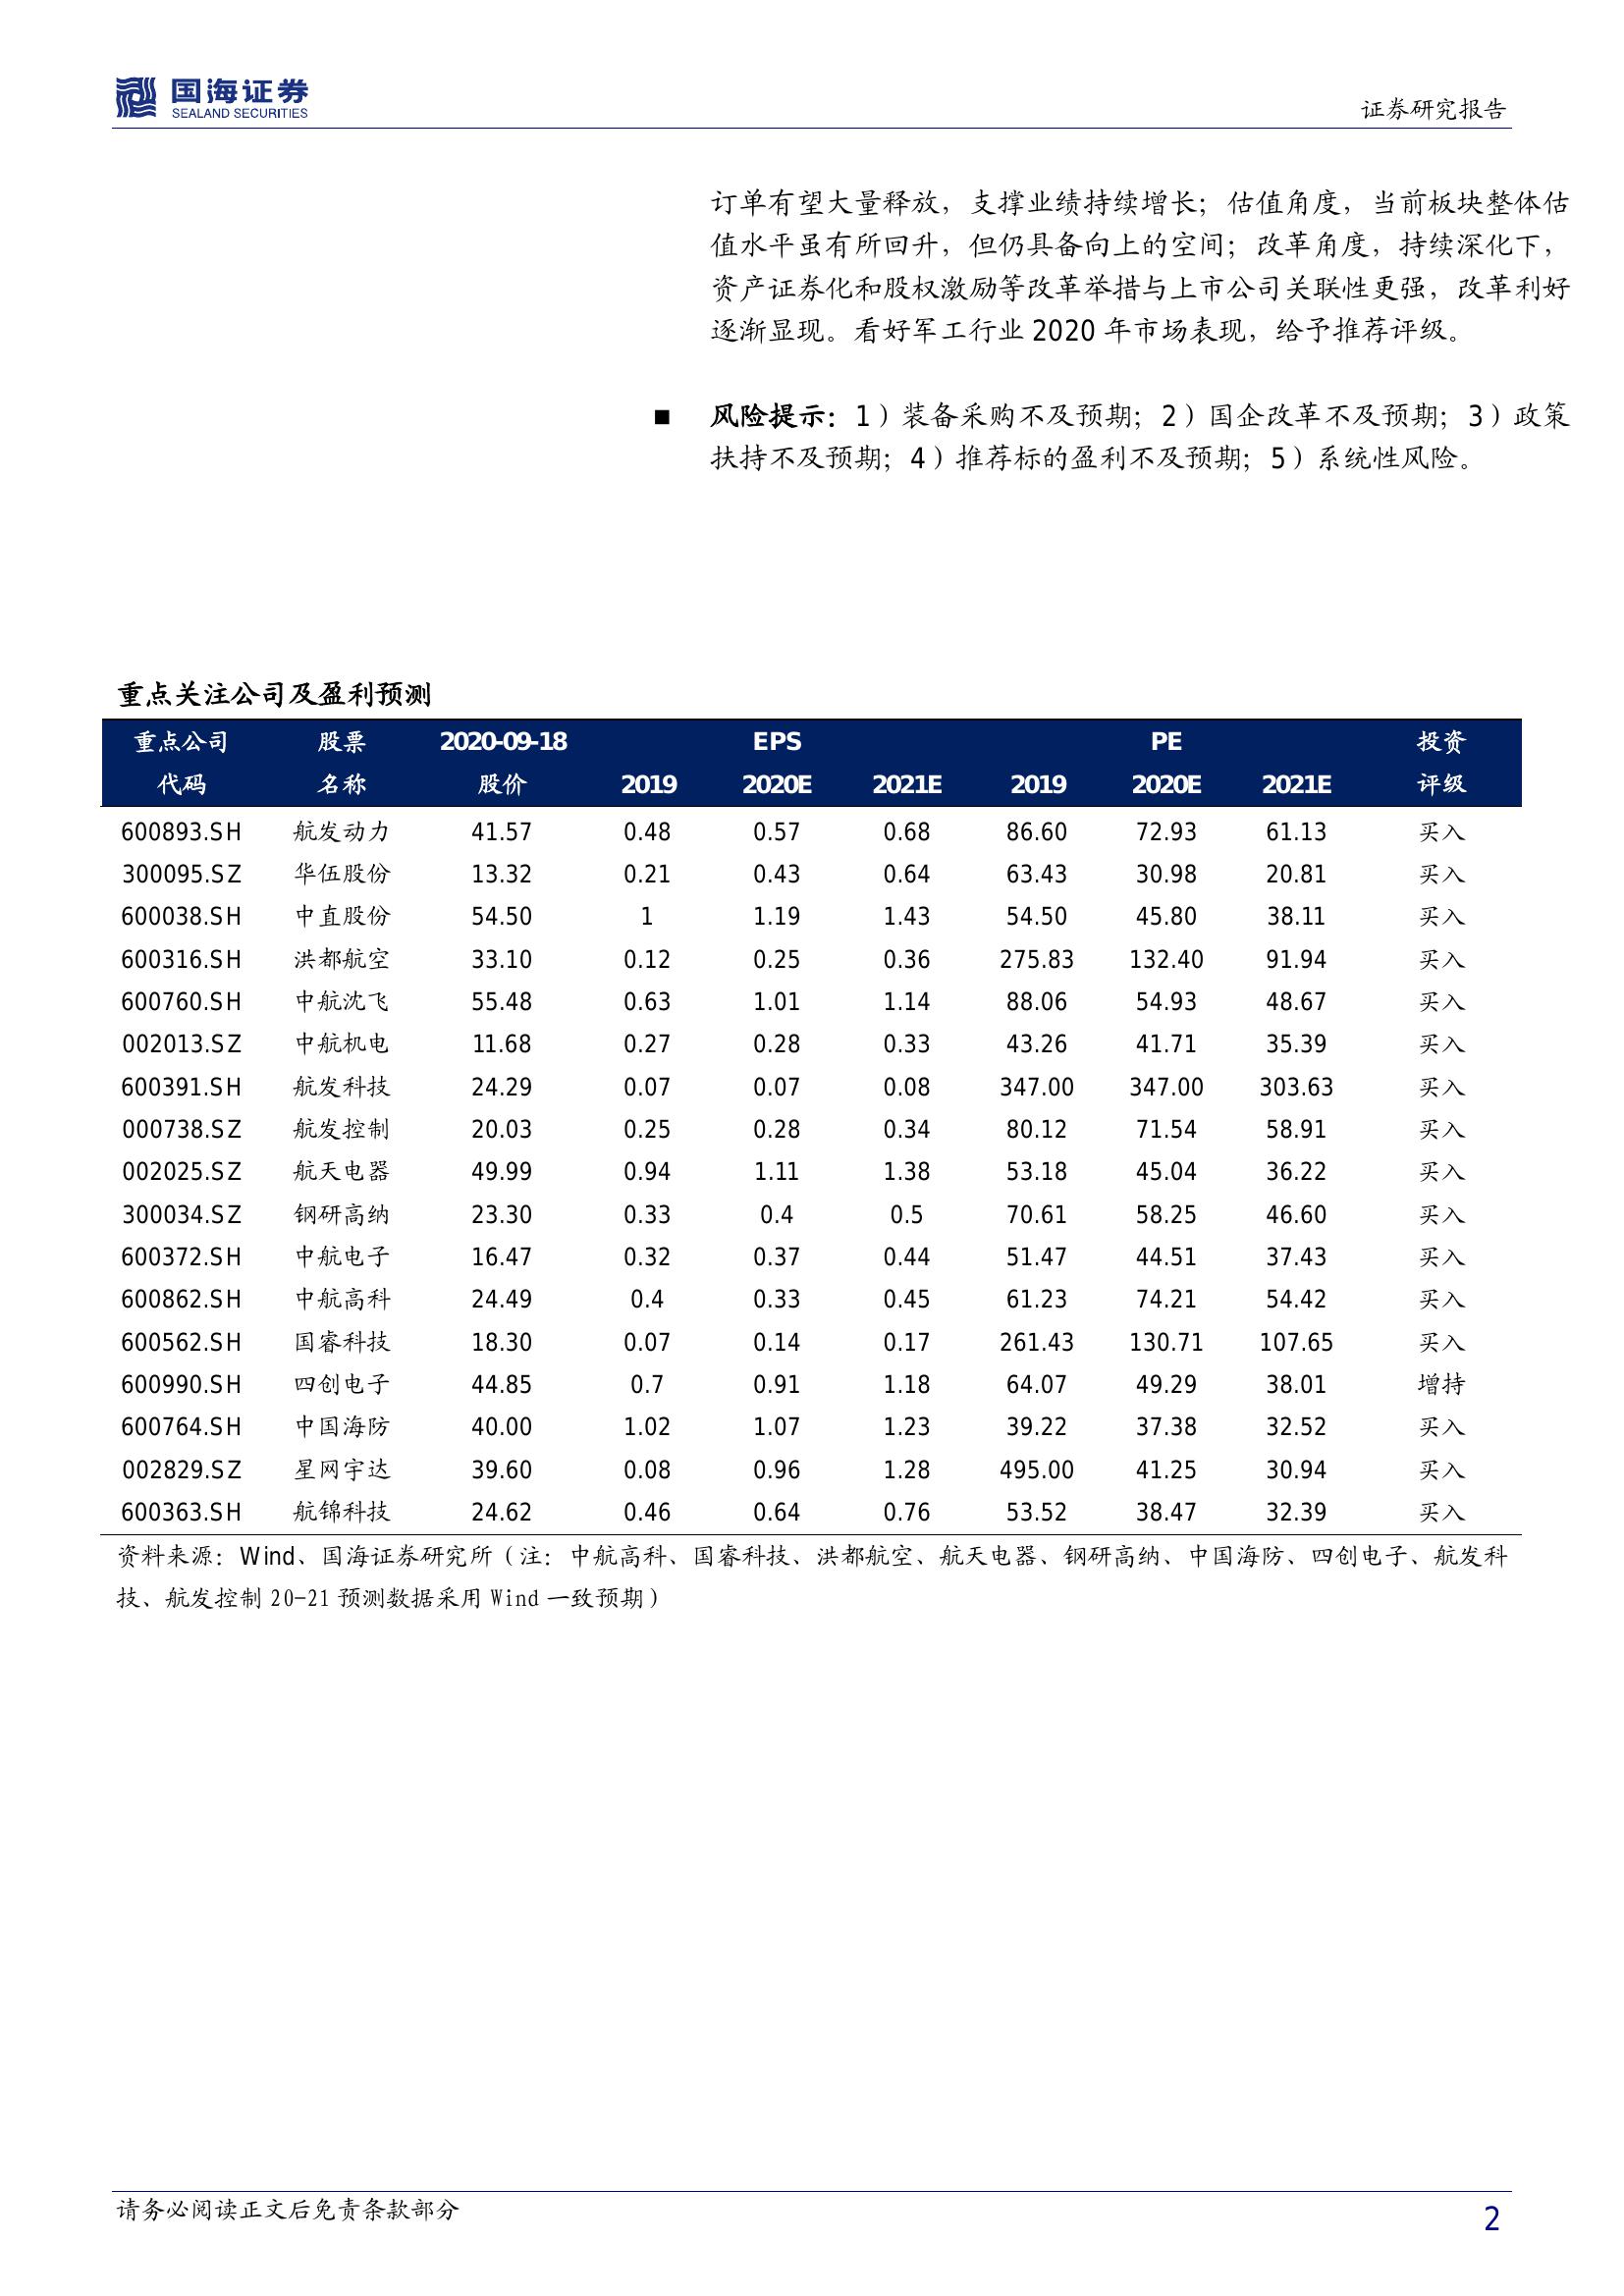 国海证券
SEALAND SECURITIES
证券研究报告
订单有望大量释放，支撑业绩持续增长；估值角度，当前板块整体估
值水平虽有所回升，但仍具备向上的空间；改革角度，持续深化下，
资产证券化和股权激励等改革举措与上市公司关联性更强，改革利好
逐渐显现。看好军工行业 2020 年市场表现，给予推荐评级。
■ 风险提示：1）装备采购不及预期；2）国企改革不及预期；3）政策
扶持不及预期；4）推荐标的盈利不及预期；5）系统性风险。
重点关注公司及盈利预测
重点公司 股票 2020-09-18 EPS PE 投资
代码 名称 股价 2019 2020E 2021E 2019 2020E 2021E 评级
600893.SH 航发动力 41.57 0.48 0.57 0.68 86.60 72.93 61.13 买入
300095.SZ 华伍股份 13.32 0.21 0.43 0.64 63.43 30.98 20.81 买入
600038.SH 中直股份 54.50 1 1.19 1.43 54.50 45.80 38.11 买入
600316.SH 洪都航空 33.10 0.12 0.25 0.36 275.83 132.40 91.94 买入
600760.SH 中航沈飞 55.48 0.63 1.01 1.14 88.06 54.93 48.67 买入
002013.SZ 中航机电 11.68 0.27 0.28 0.33 43.26 41.71 35.39 买入
600391.SH 航发科技 24.29 0.07 0.07 0.08 347.00 347.00 303.63 买入
000738.SZ 航发控制 20.03 0.25 0.28 0.34 80.12 71.54 58.91 买入
002025.SZ 航天电器 49.99 0.94 1.11 1.38 53.18 45.04 36.22 买入
300034.SZ 钢研高纳 23.30 0.33 0.4 0.5 70.61 58.25 46.60 买入
600372.SH 中航电子 16.47 0.32 0.37 0.44 51.47 44.51 37.43 买入
600862.SH 中航高科 24.49 0.4 0.33 0.45 61.23 74.21 54.42 买入
600562.SH 国睿科技 18.30 0.07 0.14 0.17 261.43 130.71 107.65 买入
600990.SH 四创电子 44.85 0.7 0.91 1.18 64.07 49.29 38.01 增持
600764.SH 中国海防 40.00 1.02 1.07 1.23 39.22 37.38 32.52 买入
002829.SZ 星网宇达 39.60 0.08 0.96 1.28 495.00 41.25 30.94 买入
600363.SH 航锦科技 24.62 0.46 0.64 0.76 53.52 38.47 32.39 买入
资料来源：Wind、国海证券研究所（注：中航高科、国睿科技、洪都航空、航天电器、钢研高纳、中国海防、四创电子、航发科
技、航发控制 20-21 预测数据采用 Wind 一致预期）
请务必阅读正文后免责条款部分
2